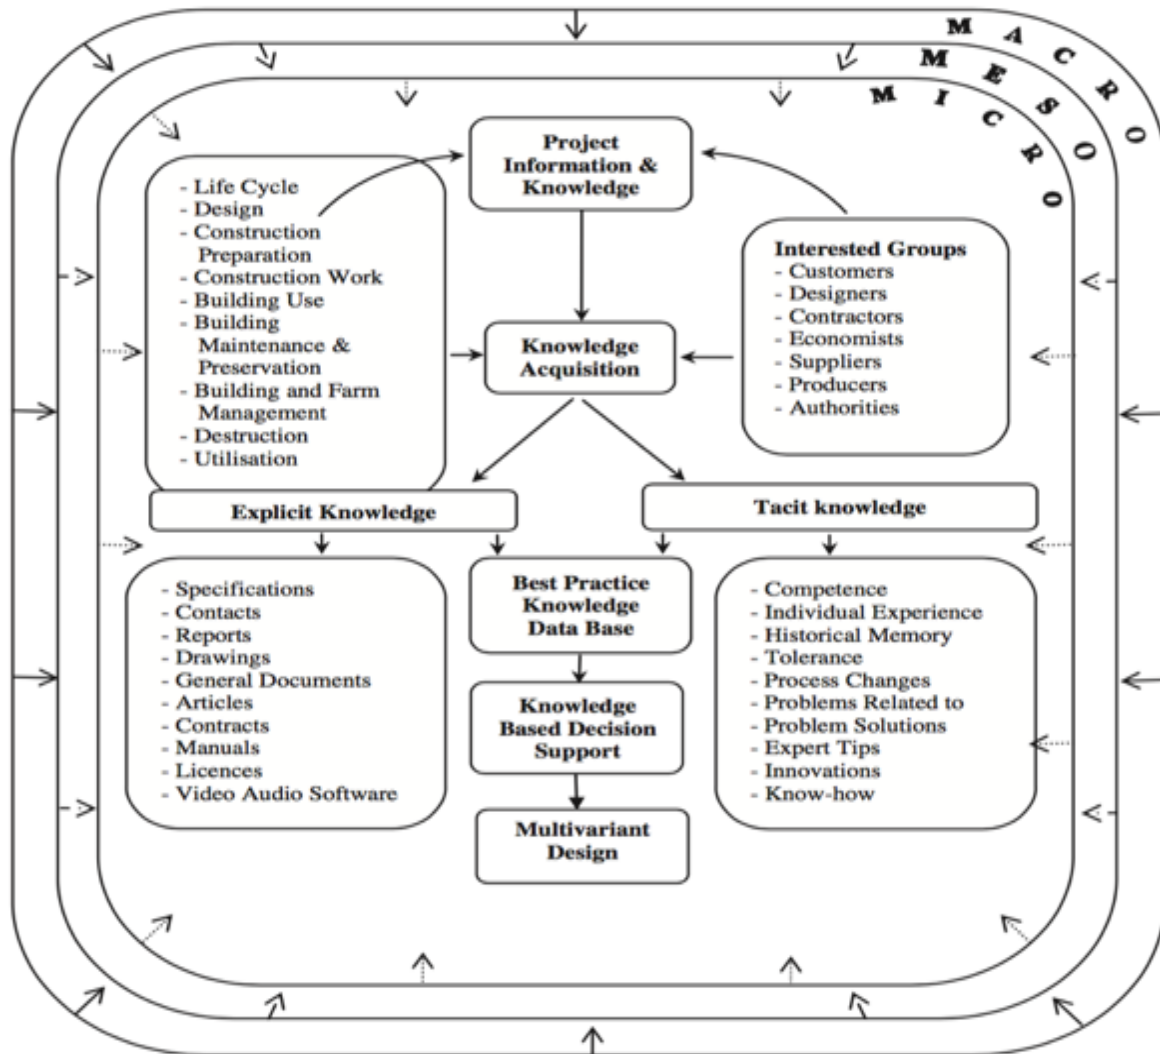 MACRO
MESO
MICRO
Project
Information &
Knowledge
- Life Cycle
- Design
- Construction
Preparation
- Construction Work
- Building Use
- Building
Maintenance &
Preservation
- Building and Farm
Management
- Destruction
- Utilisation
Interested Groups
- Customers
- Designers
- Contractors
- Economists
- Suppliers
- Producers
- Authorities
Knowledge
Acquisition
Explicit Knowledge
Tacit knowledge
- Specifications
- Contacts
- Reports
- Drawings
- General Documents
- Articles
- Contracts
- Manuals
- Licences
- Video Audio Software
Best Practice
Knowledge
Data Base
Knowledge
Based Decision
Support
Multivariant
Design
- Competence
- Individual Experience
- Historical Memory
- Tolerance
- Process Changes
- Problems Related to
- Problem Solutions
- Expert Tips
- Innovations
- Know-how